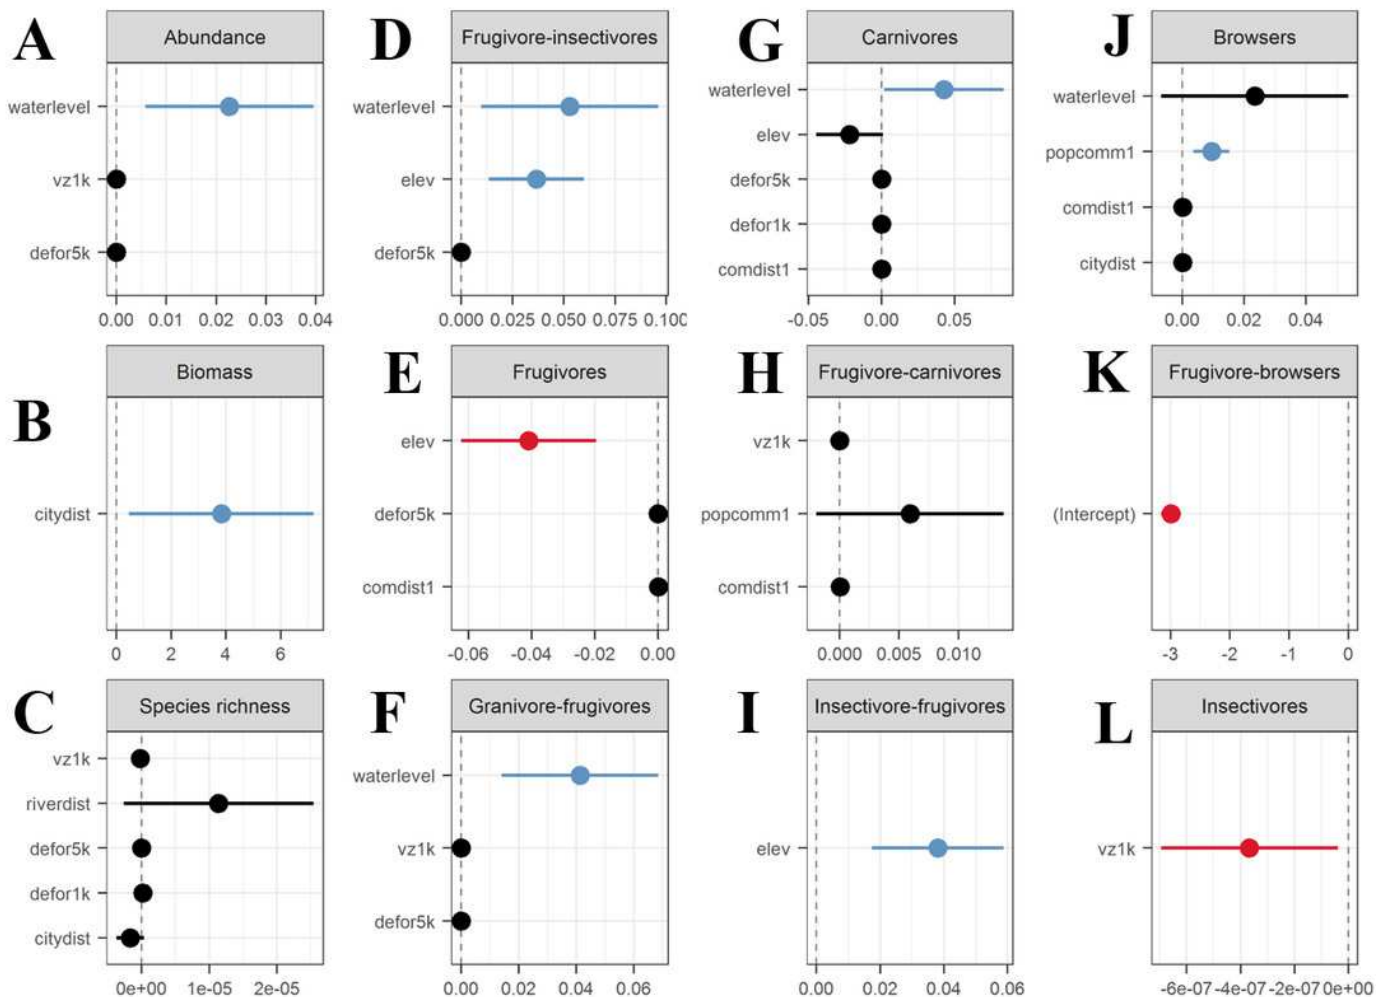 A
Abundance
waterlevel
vz1k
defor5k
0.00 0.01 0.02 0.03 0.04
D
Frugivore-insectivores
waterlevel
elev
defor5k
0.000 0.025 0.050 0.075 0.100
G
Carnivores
waterlevel
elev
defor5k
defor1k
comdist1
-0.05 0.00 0.05
J
Browsers
waterlevel
popcomm1
comdist1
citydist
0.00 0.02 0.04
B
Biomass
citydist
0 2 4 6
E
Frugivores
elev
defor5k
comdist1
-0.06 -0.04 -0.02 0.00
H
Frugivore-carnivores
vz1k
popcomm1
comdist1
0.000 0.005 0.010
K
Frugivore-browsers
(Intercept)
-3 -2 -1 0
C
Species richness
vz1k
riverdist
defor5k
defor1k
citydist
0e+00 1e-05 2e-05
F
Granivore-frugivores
waterlevel
vz1k
defor5k
0.00 0.02 0.04 0.06
I
Insectivore-frugivores
elev
0.00 0.02 0.04 0.06
L
Insectivores
vz1k
-6e-07 -4e-07 -2e-07 0e+00